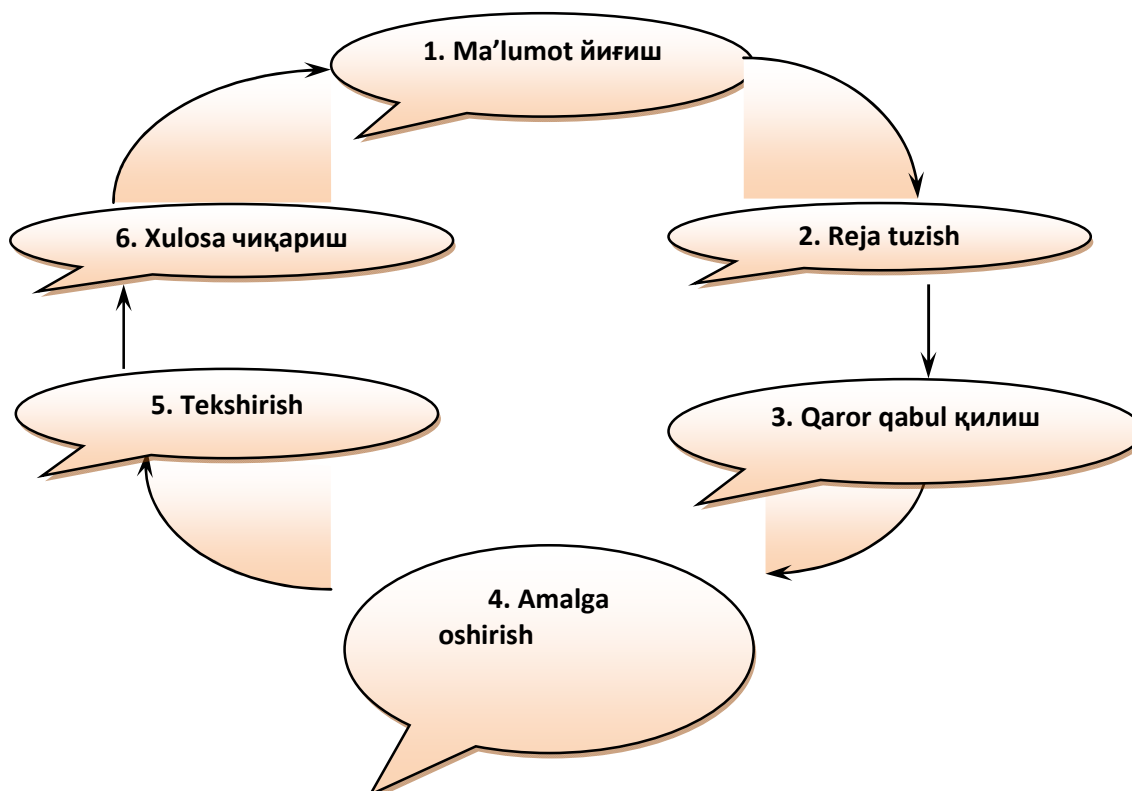 1. Ma’lumot йиғиш
2. Reja tuzish
3. Qaror qabul қилиш
4. Amalga
oshirish
5. Tekshirish
6. Xulosa чиқариш